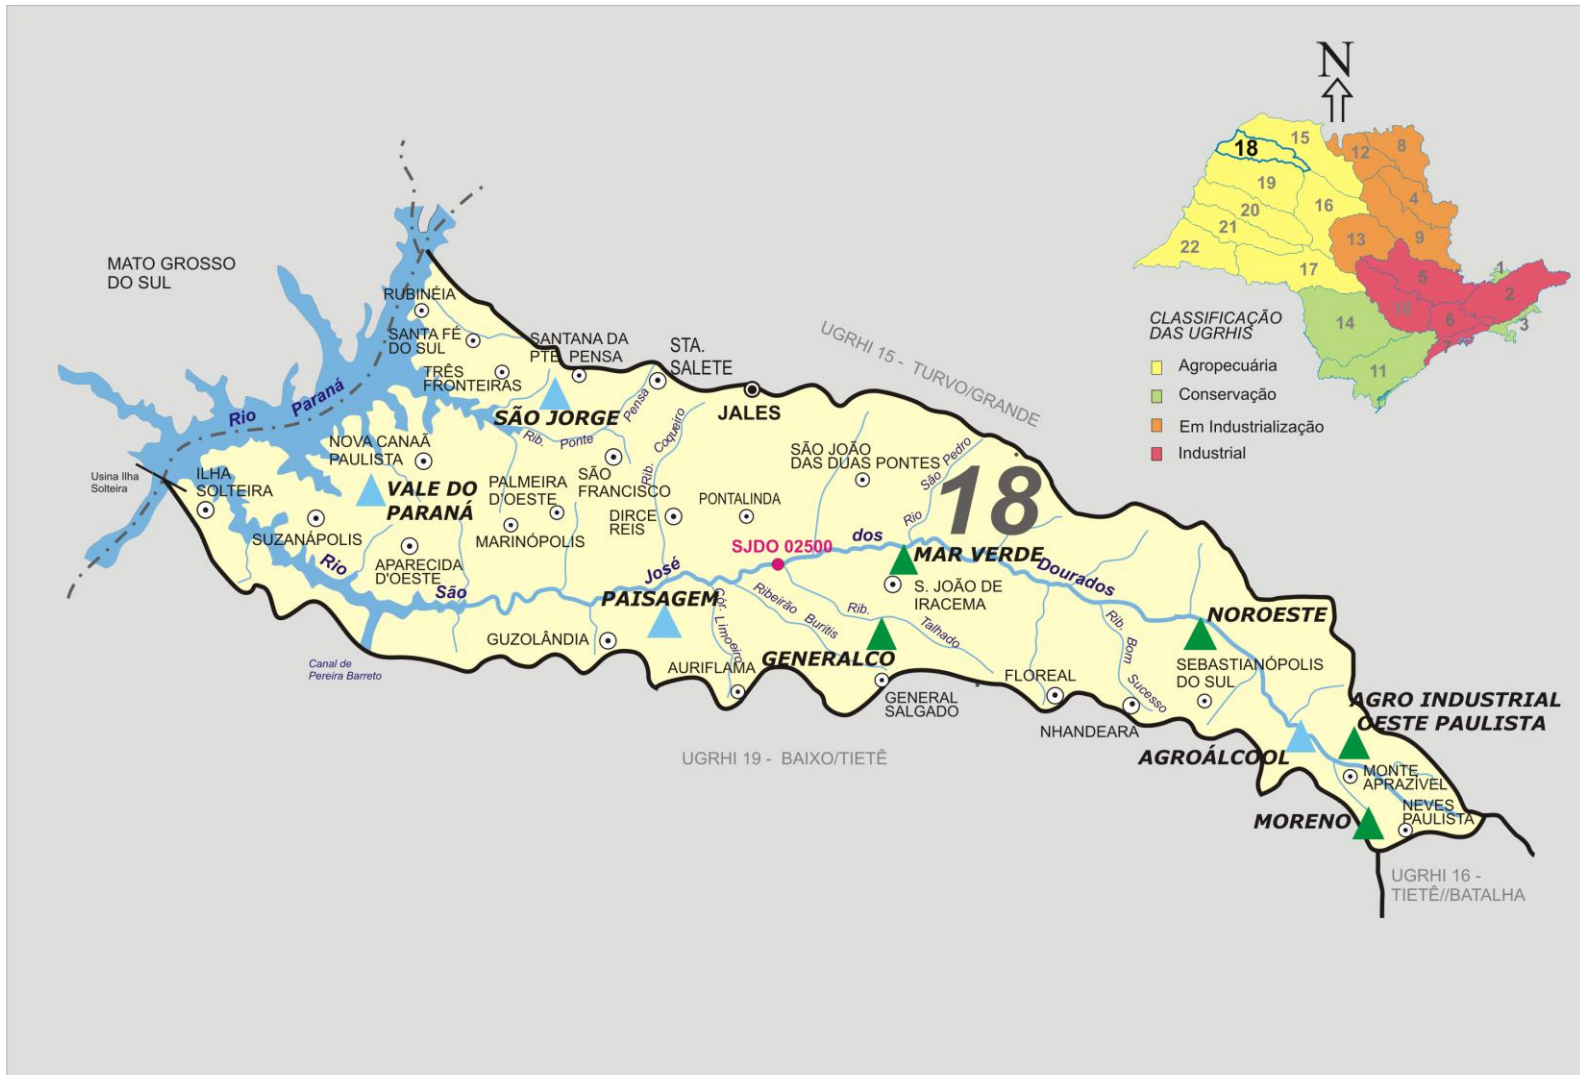 N
15
18
12
8
19
16
4
20
21
13
9
22
17
1
5
2
10
6
3
14
7
11
CLASSIFICAÇÃO
DAS UGRHIS
Agropecuária
Conservação
Em Industrialização
Industrial
MATO GROSSO
DO SUL
RUBINÉIA
SANTA FÉ
DO SUL
SANTANA DA
PTE. PENSA
TRÊS
FRONTEIRAS
STA.
SALETE
UGRHI 15 - TURVO/GRANDE
Rio Paraná
SÃO JORGE
JALES
Rib. Ponte Pensa
Rib. Coqueiro
NOVA CANAÃ
PAULISTA
SÃO JOÃO
DAS DUAS PONTES
Rio São Pedro
18
Usina Ilha
Solteira
ILHA
SOLTEIRA
VALE DO
PARANÁ
PALMEIRA
D'OESTE
SÃO
FRANCISCO
PONTALINDA
DIRCE
REIS
SUZANÁPOLIS
MARINÓPOLIS
APARECIDA
D'OESTE
SJDO 02500
Rio São José dos Dourados
MAR VERDE
S. JOÃO DE
IRACEMA
PAISAGEM
Cór. Limoeiro
Ribeirão Buritis
Rib. Talhado
Rib. Bom Sucesso
NOROESTE
GUZOLÂNDIA
GENERALCO
Canal de
Pereira Barreto
AURIFLAMA
GENERAL
SALGADO
FLOREAL
SEBASTIANÓPOLIS
DO SUL
NHANDEARA
AGRO INDUSTRIAL
OESTE PAULISTA
AGROÁLCOOL
UGRHI 19 - BAIXO/TIETÊ
MONTE
APRAZÍVEL
MORENO
NEVES
PAULISTA
UGRHI 16 -
TIETÊ//BATALHA